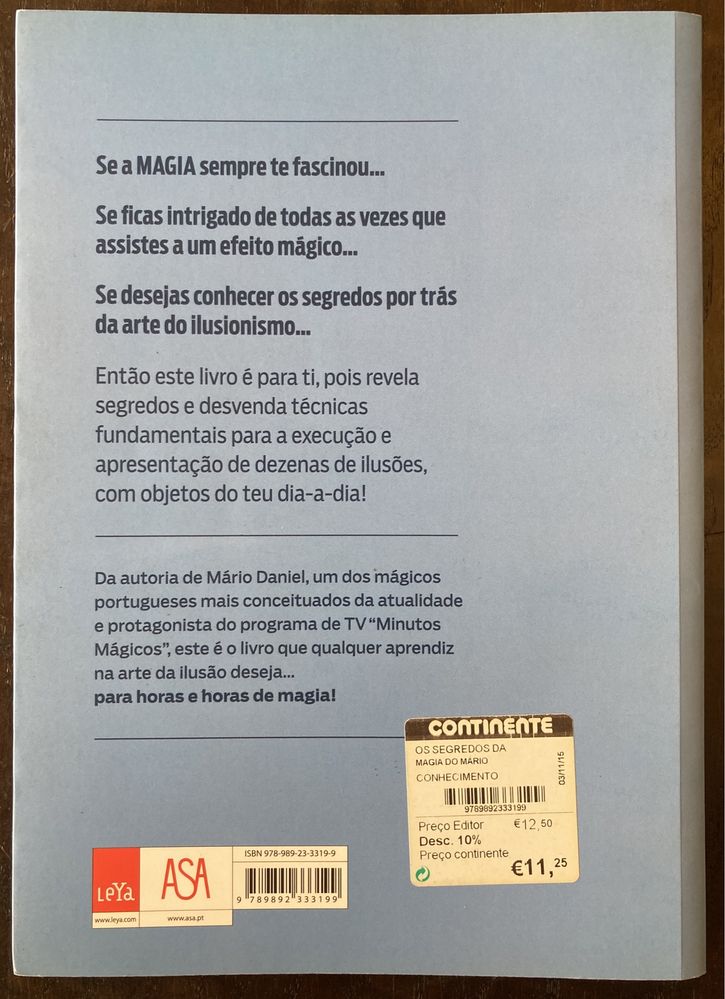 Se a MAGIA sempre te fascinou...
Se ficas intrigado de todas as vezes que
assistes a um efeito mágico...
Se desejas conhecer os segredos por trás
da arte do ilusionismo...
Então este livro é para ti, pois revela
segredos e desvenda técnicas
fundamentais para a execução e
apresentação de dezenas de ilusões,
com objetos do teu dia-a-dia!
Da autoria de Mário Daniel, um dos mágicos
portugueses mais conceituados da atualidade
e protagonista do programa de TV “Minutos
Mágicos”, este é o livro que qualquer aprendiz
na arte da ilusão deseja...
para horas e horas de magia!
CONTINENTE
OS SEGREDOS DA
MAGIA DO MÁRIO
CONHECIMENTO
03/11/15
9789892333199
Preço Editor €12,50
Desc. 10%
Preço continente
€11,25
LEYA
www.leya.com
ASA
www.asa.pt
ISBN 978-989-23-3319-9
9 789892 333199